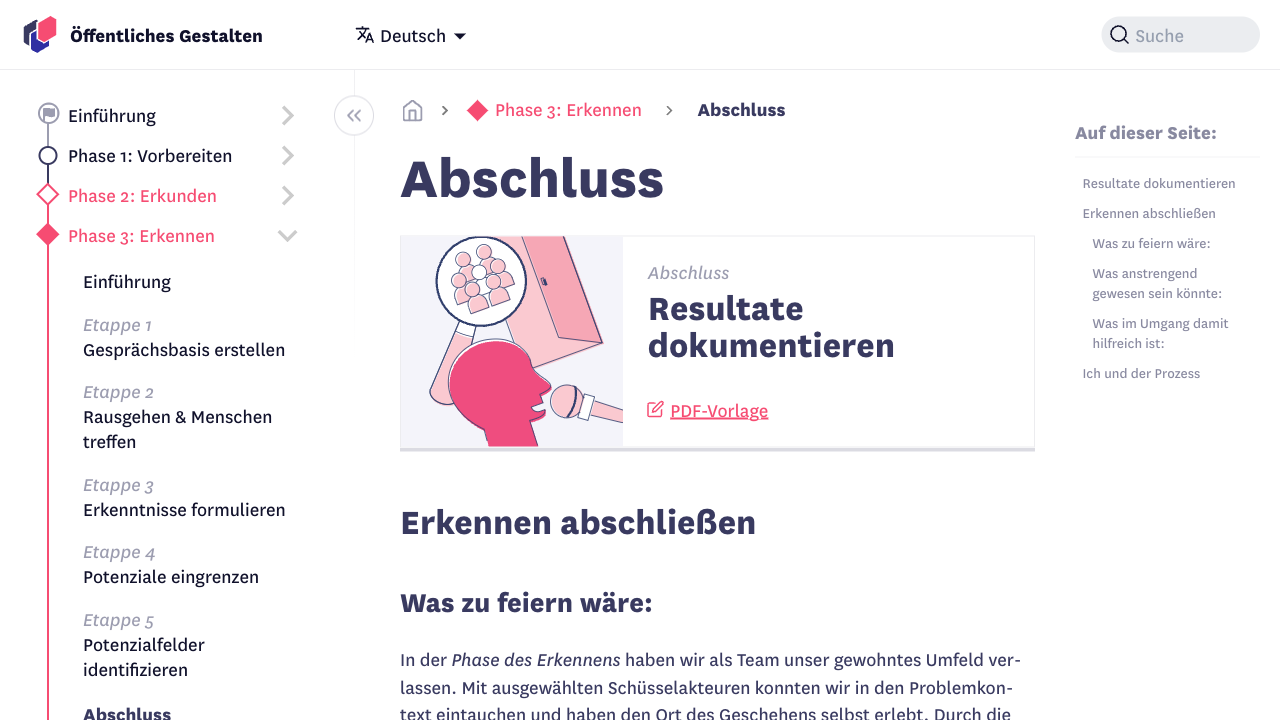 Öffentliches Gestalten
Deutsch
Suche
Einführung
Phase 1: Vorbereiten
Phase 2: Erkunden
Phase 3: Erkennen
Einführung
Etappe 1
Gesprächsbasis erstellen
Etappe 2
Rausgehen & Menschen
treffen
Etappe 3
Erkenntnisse formulieren
Etappe 4
Potenziale eingrenzen
Etappe 5
Potenzialfelder
identifizieren
Abschluss
Phase 3: Erkennen
Abschluss
Abschluss
Abschluss
Resultate
dokumentieren
PDF-Vorlage
Erkennen abschließen
Was zu feiern wäre:
In der Phase des Erkennens haben wir als Team unser gewohntes Umfeld ver-
lassen. Mit ausgewählten Schüsselakteuren konnten wir in den Problemkon-
text eintauchen und haben den Ort des Geschehens selbst erlebt. Durch die
Auf dieser Seite:
Resultate dokumentieren
Erkennen abschließen
Was zu feiern wäre:
Was anstrengend
gewesen sein könnte:
Was im Umgang damit
hilfreich ist:
Ich und der Prozess